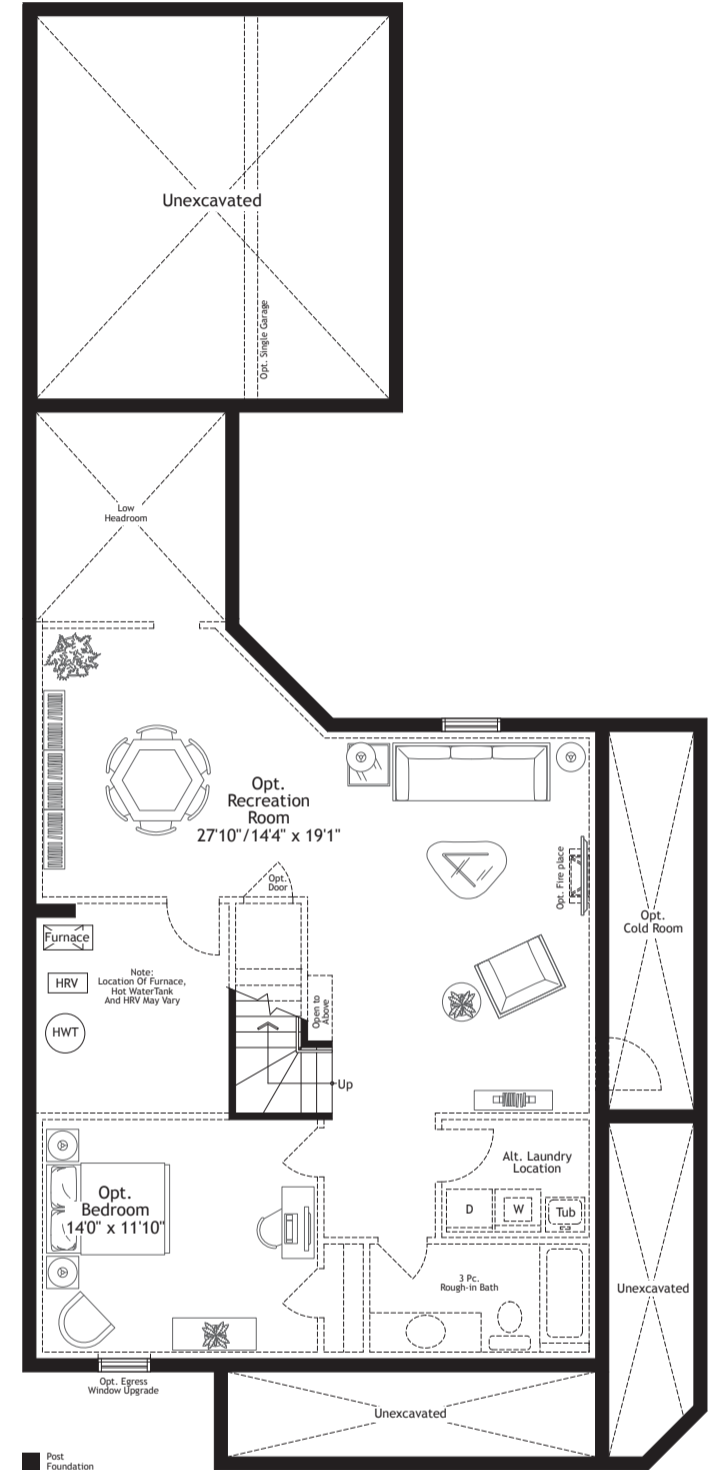 Unexcavated
Opt. Single Garage
Low
Headroom
Opt.
Recreation
Room
27'10"/14'4" x 19'1"
Opt. Fire place
Opt.
Door
Opt.
Cold Room
Furnace
HRV
HWT
Note:
Location Of Furnace,
Hot WaterTank
And HRV May Vary
Open to
Above
Up
Alt. Laundry
Location
D
W
Tub
Opt.
Bedroom
14'0" x 11'10"
3 Pc.
Rough-in Bath
Unexcavated
Opt. Egress
Window Upgrade
Unexcavated
Post
Foundation